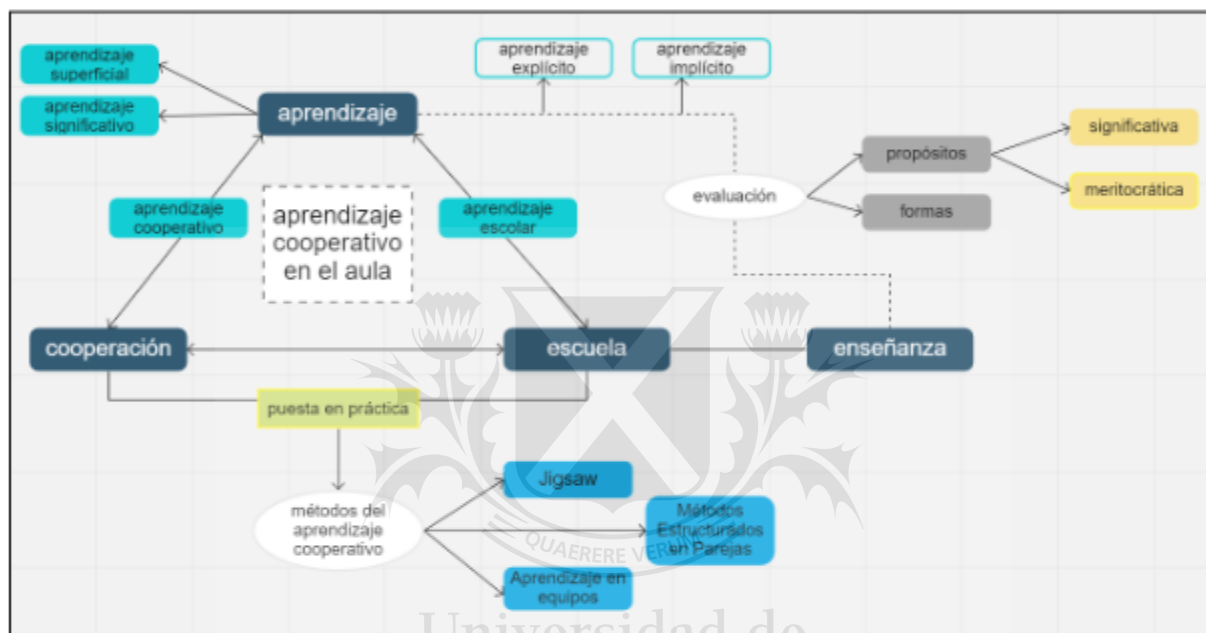 aprendizaje
superficial
aprendizaje
significativo
aprendizaje
aprendizaje
explícito
aprendizaje
implícito
significativa
propósitos
meritocrática
evaluación
formas
aprendizaje
cooperativo
aprendizaje
cooperativo
en el aula
aprendizaje
escolar
cooperación
escuela
enseñanza
puesta en práctica
métodos del
aprendizaje
cooperativo
Jigsaw
Métodos
Estructurados
en Parejas
Aprendizaje en
equipos
IN QUAERERE
Universidad de